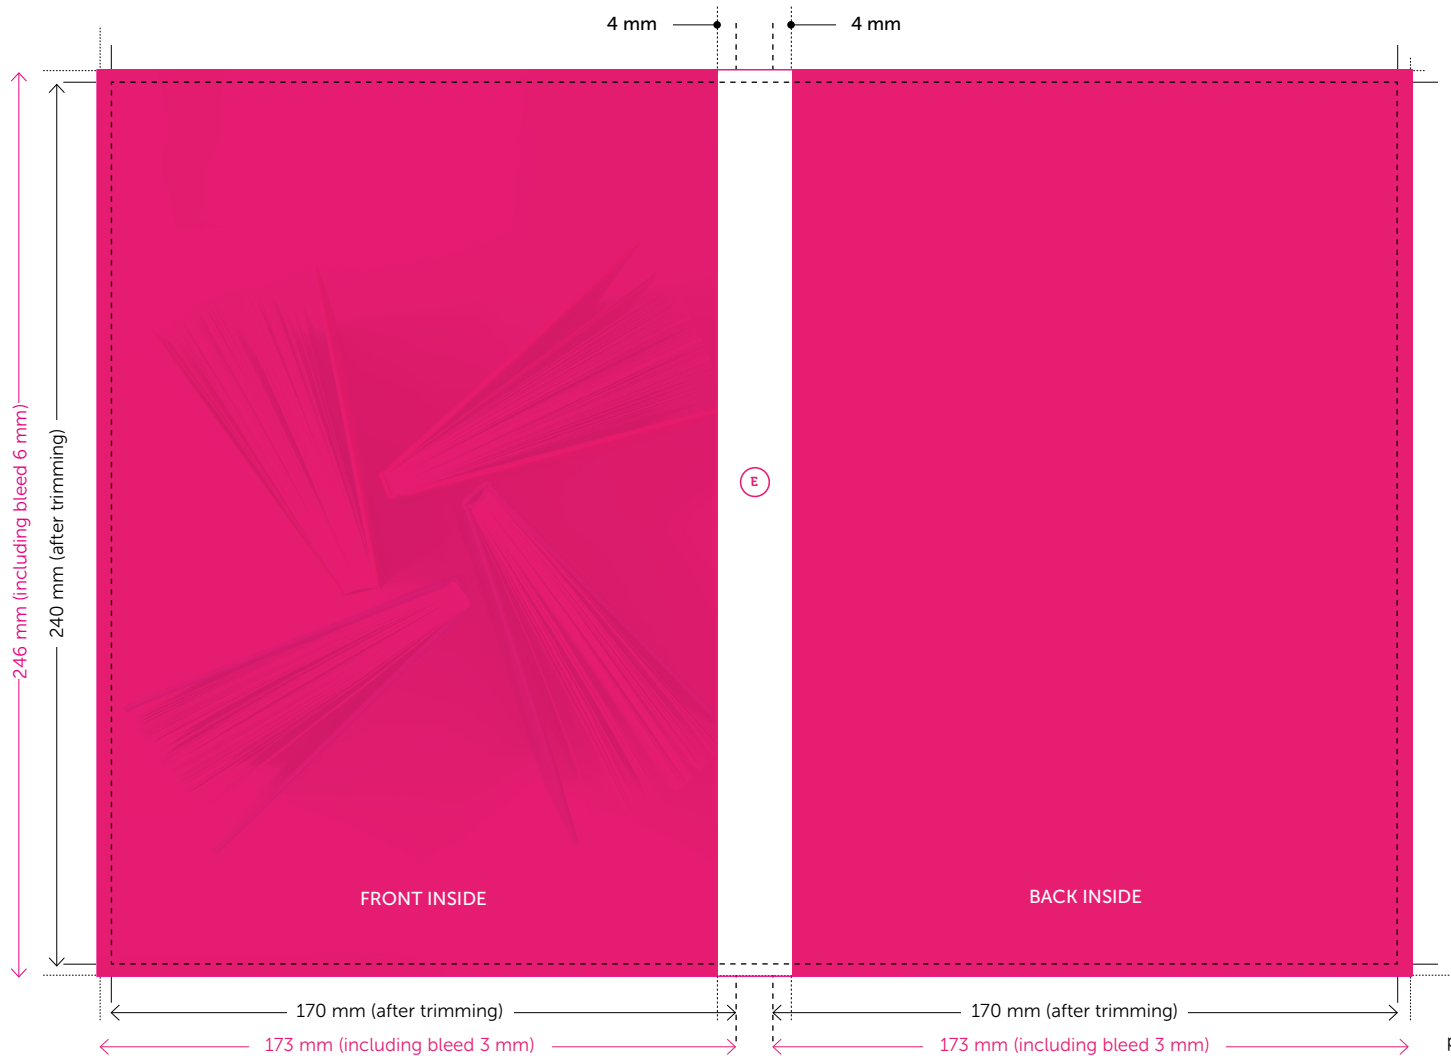 4 mm
4 mm
246 mm (including bleed 6 mm)
240 mm (after trimming)
E
FRONT INSIDE
BACK INSIDE
170 mm (after trimming)
170 mm (after trimming)
173 mm (including bleed 3 mm)
173 mm (including bleed 3 mm)